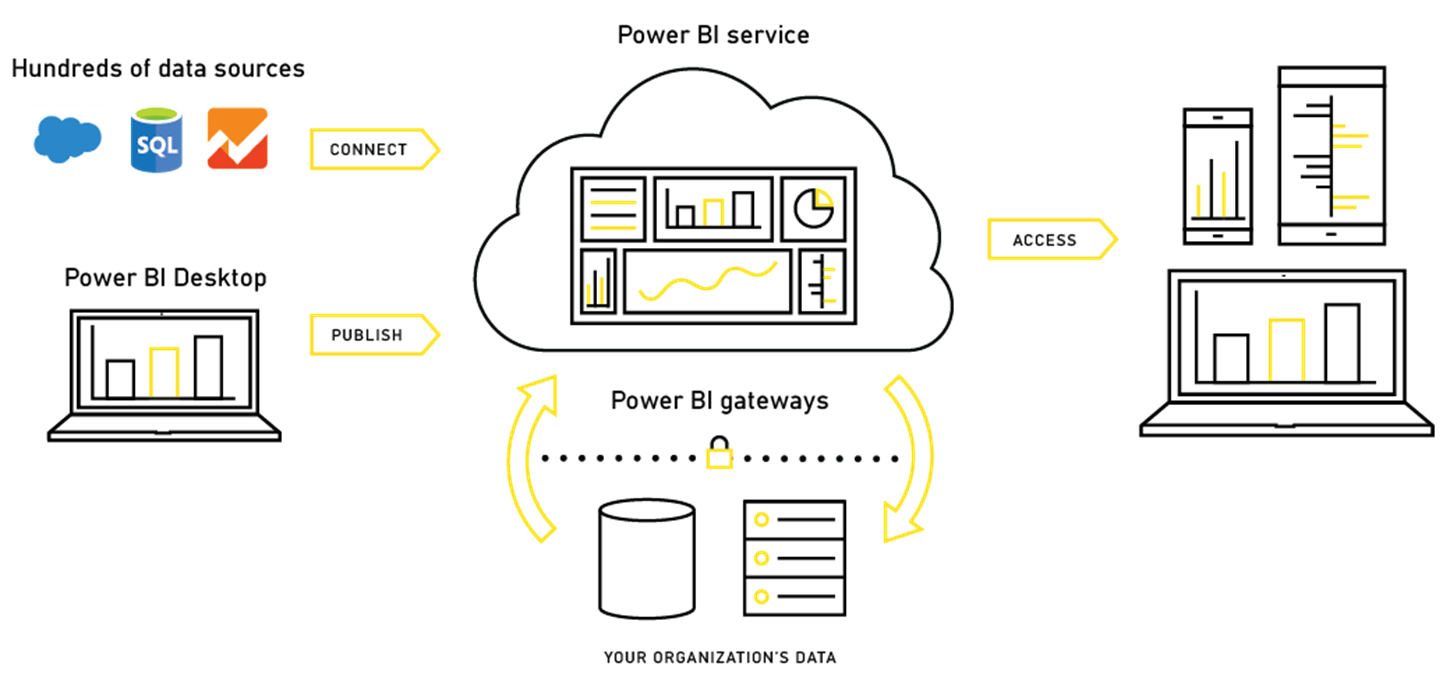 Power BI service
Hundreds of data sources
SQL
CONNECT
ACCESS
Power BI Desktop
PUBLISH
Power BI gateways
YOUR ORGANIZATION'S DATA